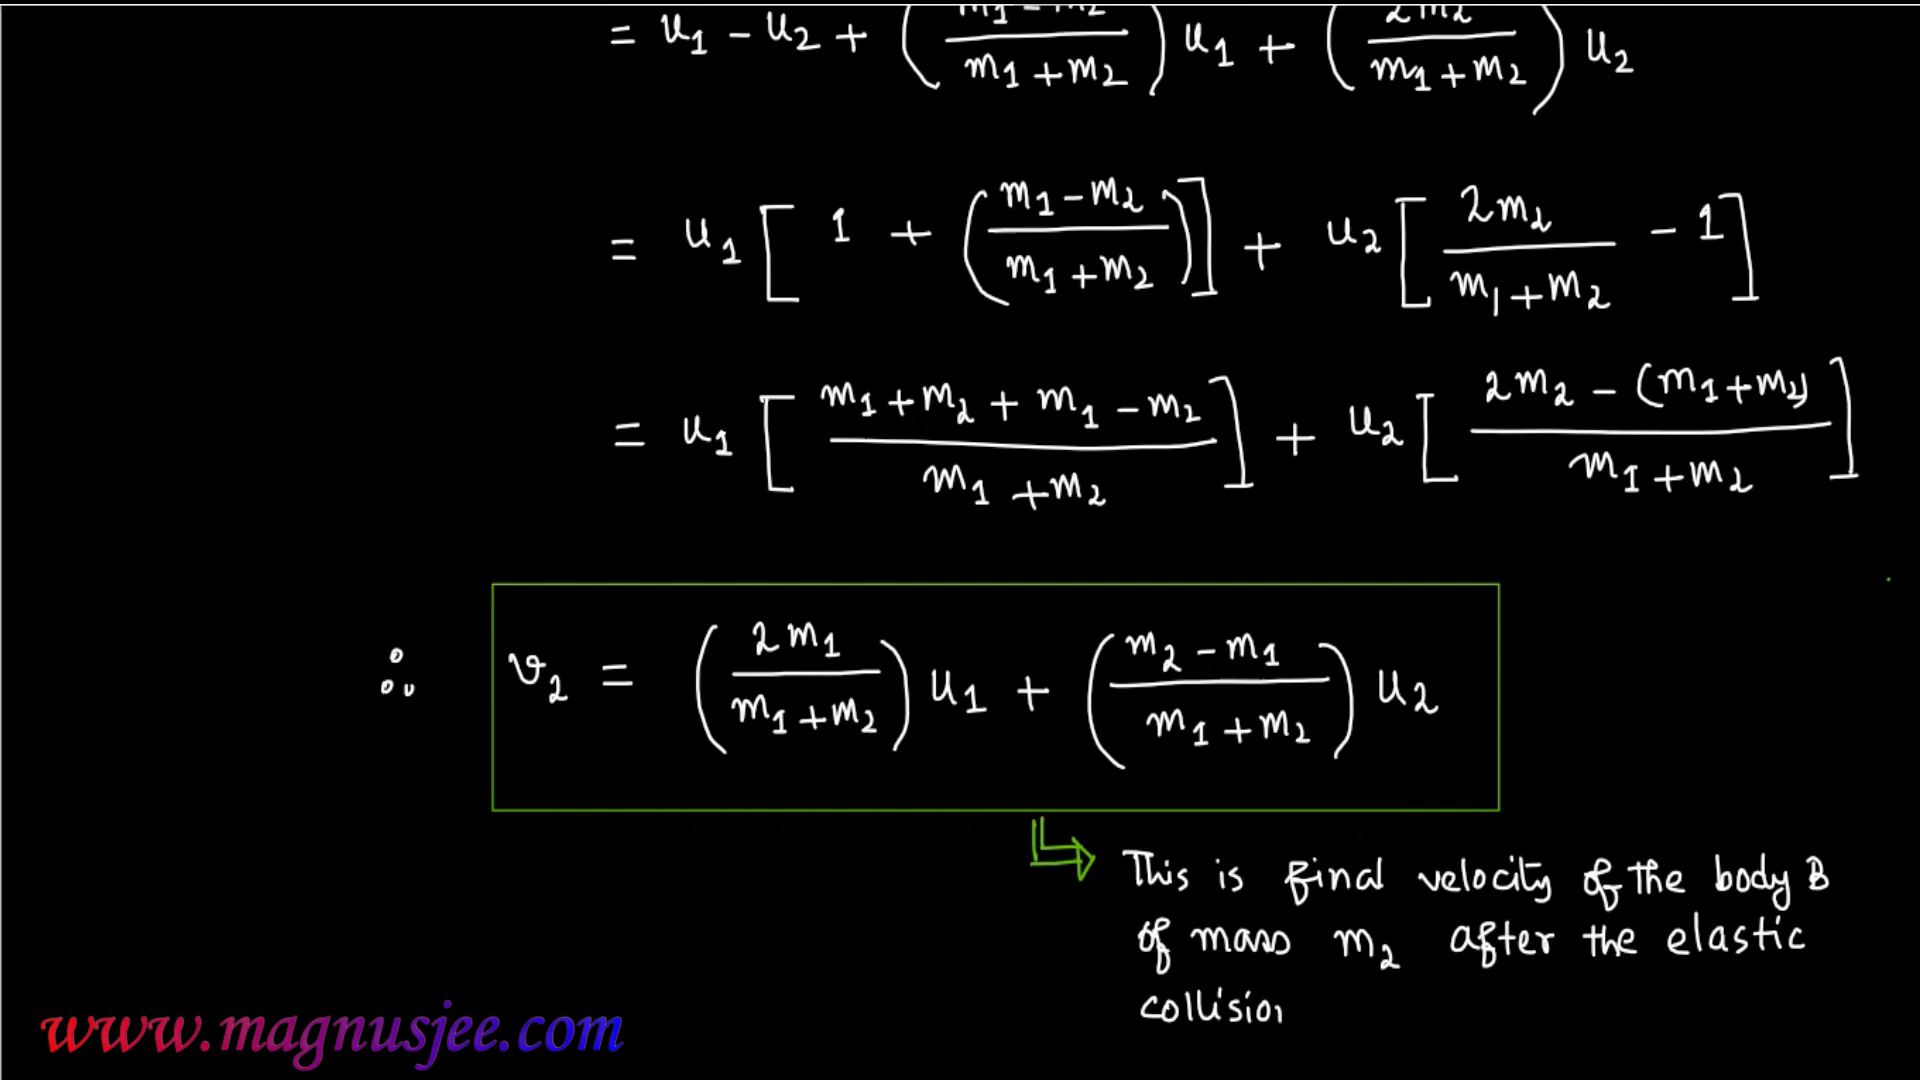 = u₁ - u₂ + ((m₁ - m₂)/(m₁ + m₂)) u₁ + (2m₂/(m₁ + m₂)) u₂
= u₁ [ 1 + ((m₁ - m₂)/(m₁ + m₂)) ] + u₂ [ 2m₂/(m₁ + m₂) - 1 ]
= u₁ [ (m₁ + m₂ + m₁ - m₂)/(m₁ + m₂) ] + u₂ [ (2m₂ - (m₁ + m₂))/(m₁ + m₂) ]
∴ v₂ = (2m₁/(m₁ + m₂)) u₁ + ((m₂ - m₁)/(m₁ + m₂)) u₂
This is final velocity of the body B
of mass m₂ after the elastic
collision
www.magnusjee.com